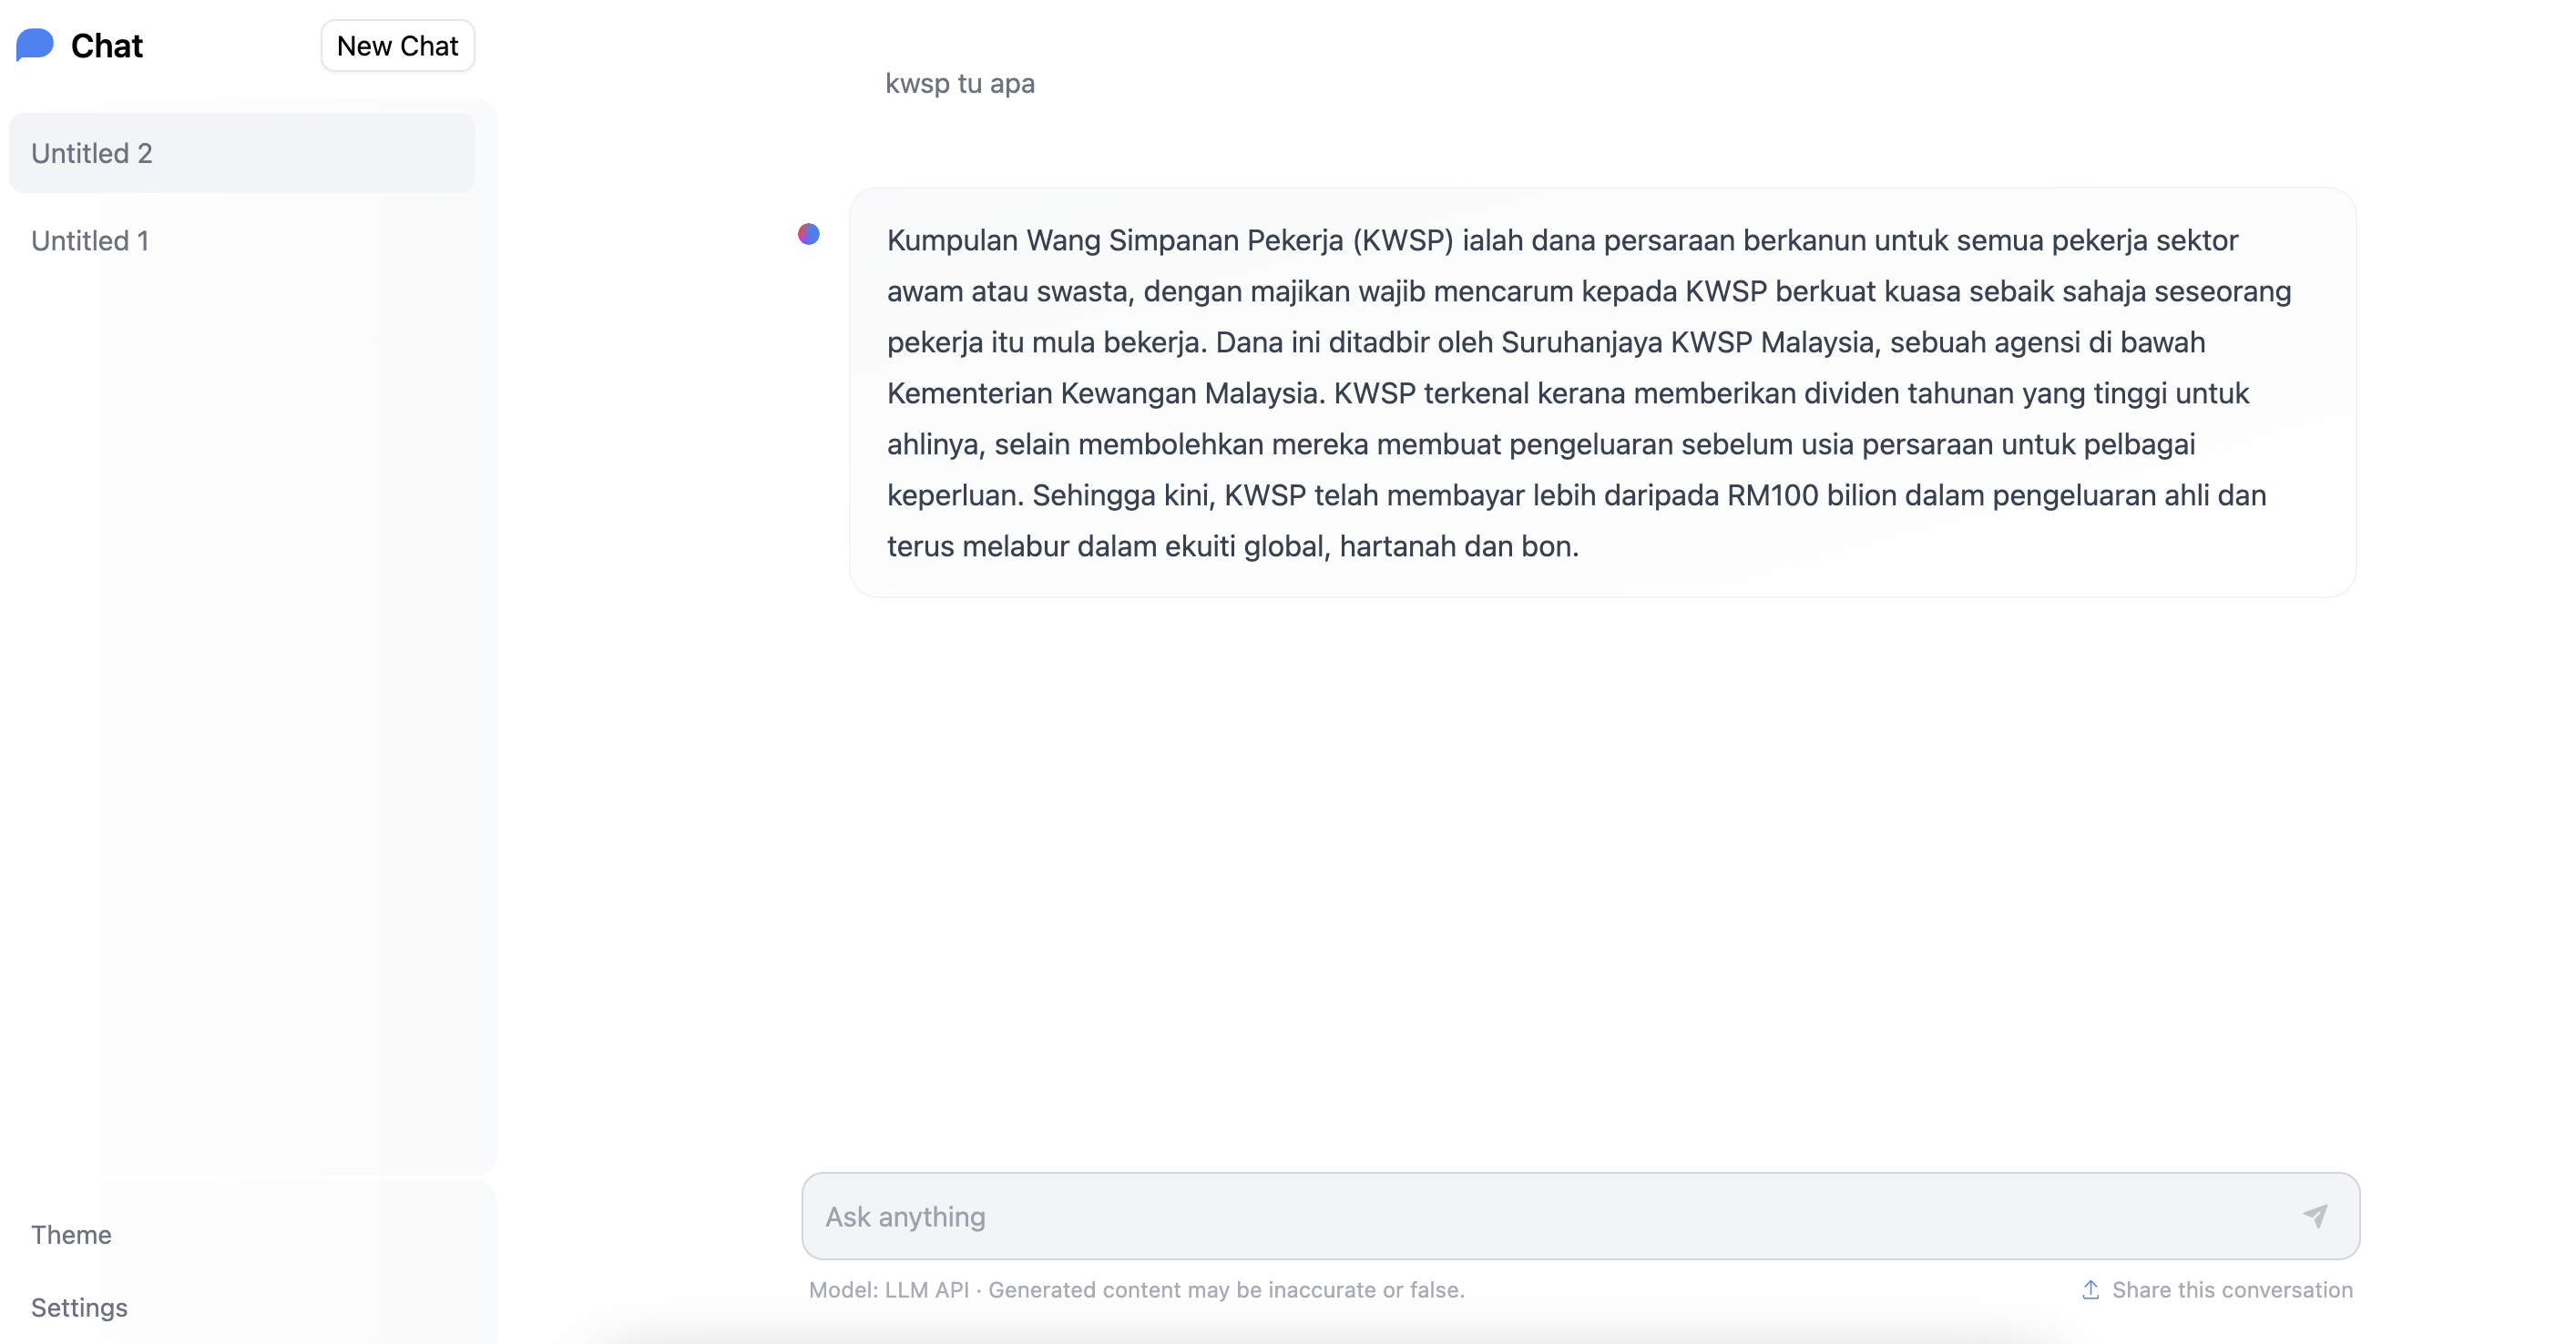 Chat
New Chat
Untitled 2
Untitled 1
Theme
Settings
kwsp tu apa
Kumpulan Wang Simpanan Pekerja (KWSP) ialah dana persaraan berkanun untuk semua pekerja sektor
awam atau swasta, dengan majikan wajib mencarum kepada KWSP berkuat kuasa sebaik sahaja seseorang
pekerja itu mula bekerja. Dana ini ditadbir oleh Suruhanjaya KWSP Malaysia, sebuah agensi di bawah
Kementerian Kewangan Malaysia. KWSP terkenal kerana memberikan dividen tahunan yang tinggi untuk
ahlinya, selain membolehkan mereka membuat pengeluaran sebelum usia persaraan untuk pelbagai
keperluan. Sehingga kini, KWSP telah membayar lebih daripada RM100 bilion dalam pengeluaran ahli dan
terus melabur dalam ekuiti global, hartanah dan bon.
Ask anything
Model: LLM API · Generated content may be inaccurate or false.
Share this conversation